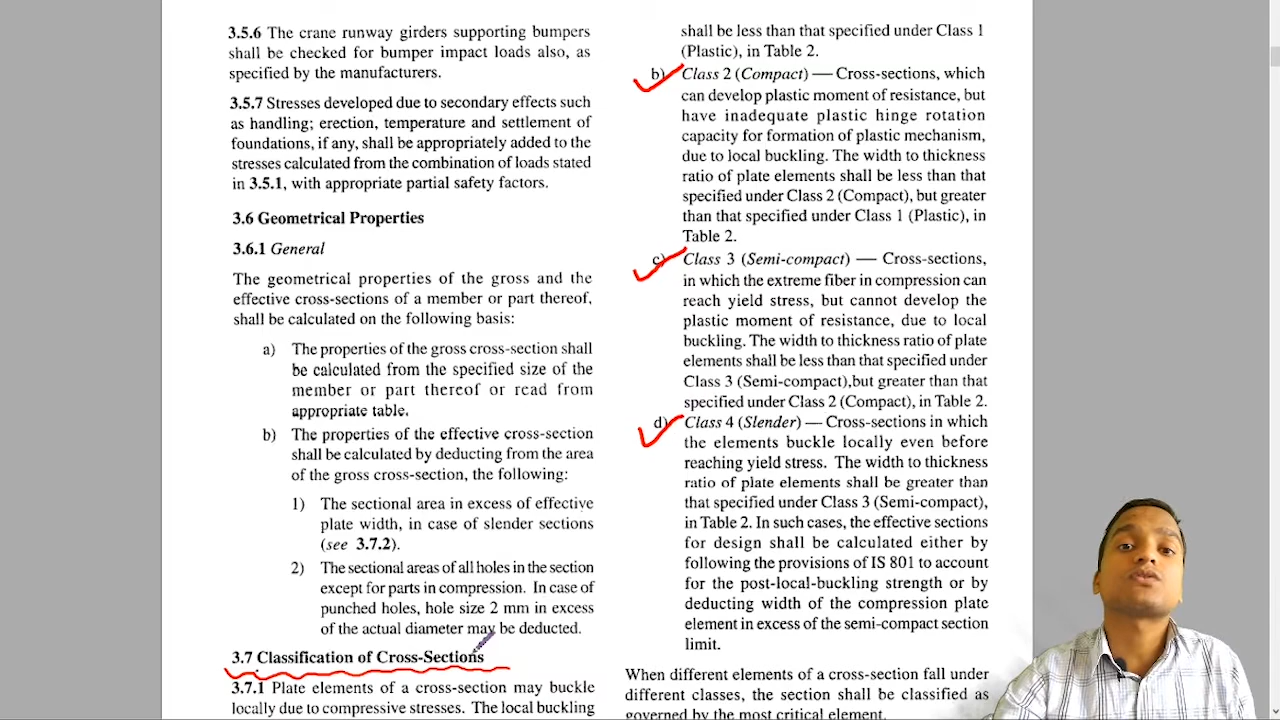 3.5.6 The crane runway girders supporting bumpers
shall be checked for bumper impact loads also, as
specified by the manufacturers.
3.5.7 Stresses developed due to secondary effects such
as handling; erection, temperature and settlement of
foundations, if any, shall be appropriately added to the
stresses calculated from the combination of loads stated
in 3.5.1, with appropriate partial safety factors.
3.6 Geometrical Properties
3.6.1 General
The geometrical properties of the gross and the
effective cross-sections of a member or part thereof,
shall be calculated on the following basis:
a) The properties of the gross cross-section shall
be calculated from the specified size of the
member or part thereof or read from
appropriate table.
b) The properties of the effective cross-section
shall be calculated by deducting from the area
of the gross cross-section, the following:
1) The sectional area in excess of effective
plate width, in case of slender sections
(see 3.7.2).
2) The sectional areas of all holes in the section
except for parts in compression. In case of
punched holes, hole size 2 mm in excess
of the actual diameter may be deducted.
3.7 Classification of Cross-Sections
3.7.1 Plate elements of a cross-section may buckle
locally due to compressive stresses. The local buckling
shall be less than that specified under Class 1
(Plastic), in Table 2.
b) Class 2 (Compact) — Cross-sections, which
can develop plastic moment of resistance, but
have inadequate plastic hinge rotation
capacity for formation of plastic mechanism,
due to local buckling. The width to thickness
ratio of plate elements shall be less than that
specified under Class 2 (Compact), but greater
than that specified under Class 1 (Plastic), in
Table 2.
c) Class 3 (Semi-compact) — Cross-sections,
in which the extreme fiber in compression can
reach yield stress, but cannot develop the
plastic moment of resistance, due to local
buckling. The width to thickness ratio of plate
elements shall be less than that specified under
Class 3 (Semi-compact),but greater than that
specified under Class 2 (Compact), in Table 2.
d) Class 4 (Slender) — Cross-sections in which
the elements buckle locally even before
reaching yield stress. The width to thickness
ratio of plate elements shall be greater than
that specified under Class 3 (Semi-compact),
in Table 2. In such cases, the effective sections
for design shall be calculated either by
following the provisions of IS 801 to account
for the post-local-buckling strength or by
deducting width of the compression plate
element in excess of the semi-compact section
limit.
When different elements of a cross-section fall under
different classes, the section shall be classified as
governed by the most critical element.